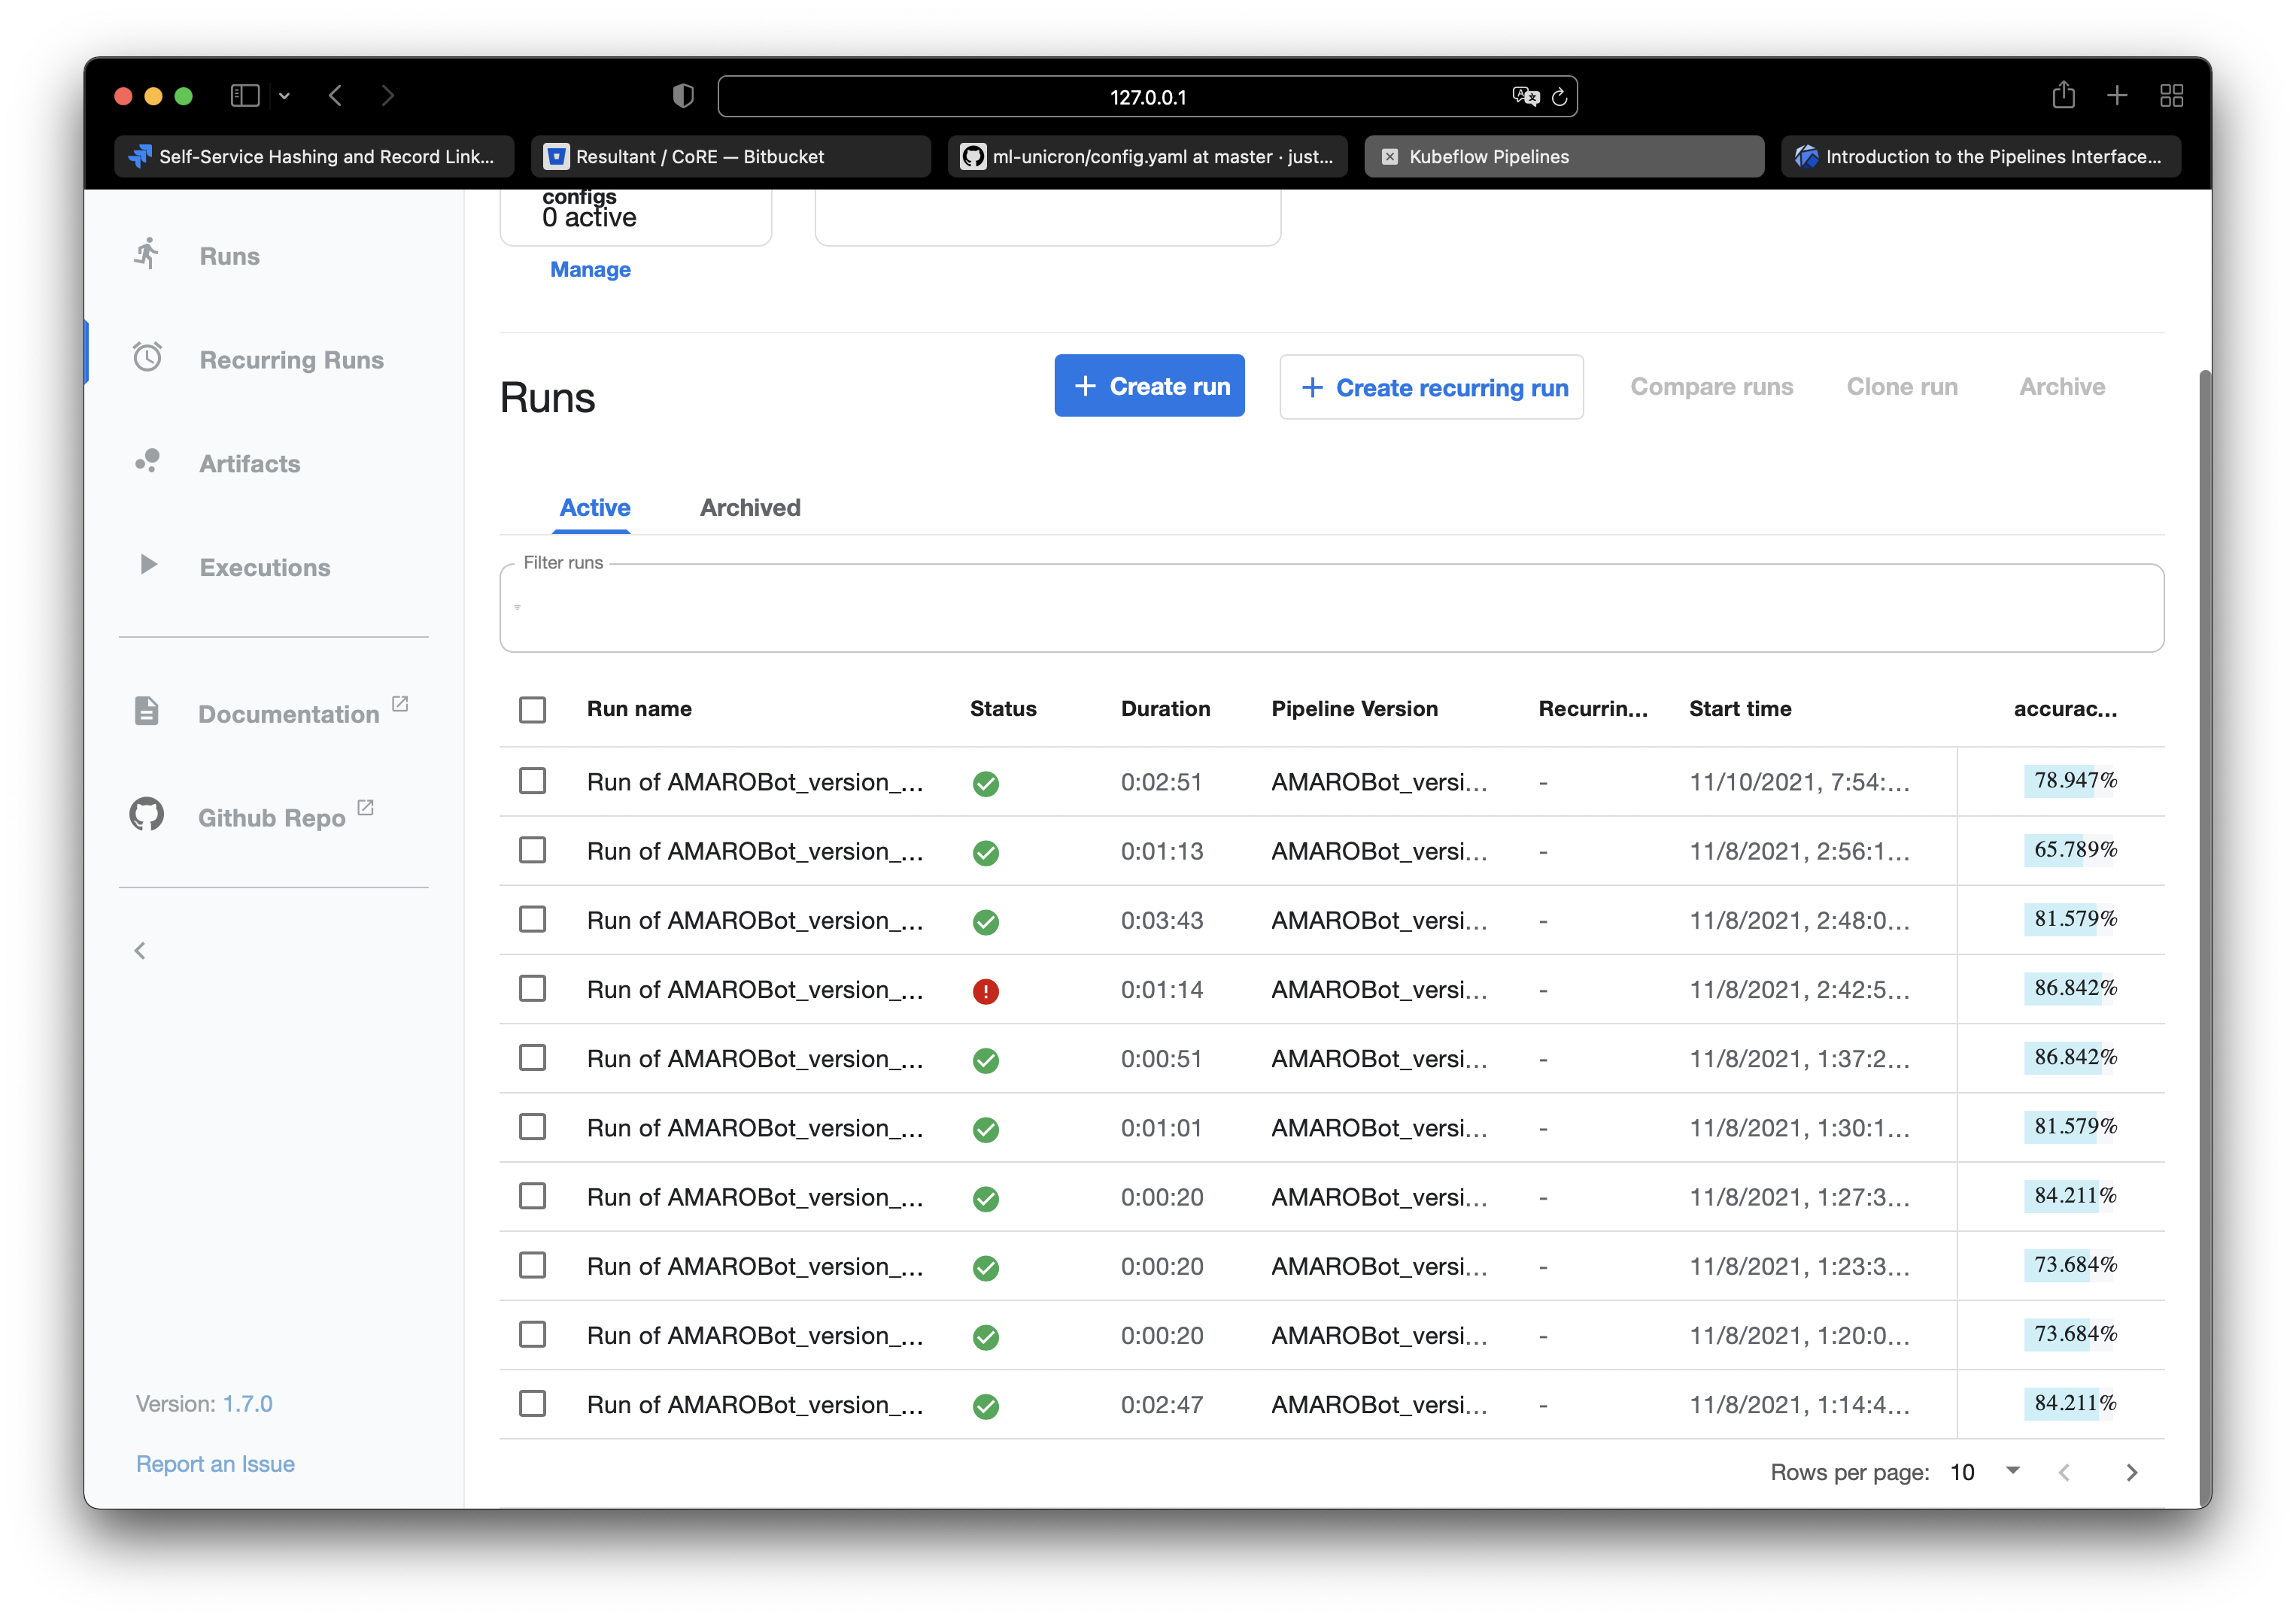 127.0.0.1
Self-Service Hashing and Record Link...
Resultant / CoRE — Bitbucket
ml-unicron/config.yaml at master · just...
Kubeflow Pipelines
Introduction to the Pipelines Interface...
configs
0 active
Manage
Runs
Recurring Runs
Artifacts
Executions
Documentation
Github Repo
Version: 1.7.0
Report an Issue
Runs
+ Create run
+ Create recurring run
Compare runs
Clone run
Archive
Active
Archived
Filter runs
Run name Status Duration Pipeline Version Recurrin... Start time accurac...
Run of AMAROBot_version_... 0:02:51 AMAROBot_versi... - 11/10/2021, 7:54:... 78.947%
Run of AMAROBot_version_... 0:01:13 AMAROBot_versi... - 11/8/2021, 2:56:1... 65.789%
Run of AMAROBot_version_... 0:03:43 AMAROBot_versi... - 11/8/2021, 2:48:0... 81.579%
Run of AMAROBot_version_... 0:01:14 AMAROBot_versi... - 11/8/2021, 2:42:5... 86.842%
Run of AMAROBot_version_... 0:00:51 AMAROBot_versi... - 11/8/2021, 1:37:2... 86.842%
Run of AMAROBot_version_... 0:01:01 AMAROBot_versi... - 11/8/2021, 1:30:1... 81.579%
Run of AMAROBot_version_... 0:00:20 AMAROBot_versi... - 11/8/2021, 1:27:3... 84.211%
Run of AMAROBot_version_... 0:00:20 AMAROBot_versi... - 11/8/2021, 1:23:3... 73.684%
Run of AMAROBot_version_... 0:00:20 AMAROBot_versi... - 11/8/2021, 1:20:0... 73.684%
Run of AMAROBot_version_... 0:02:47 AMAROBot_versi... - 11/8/2021, 1:14:4... 84.211%
Rows per page: 10